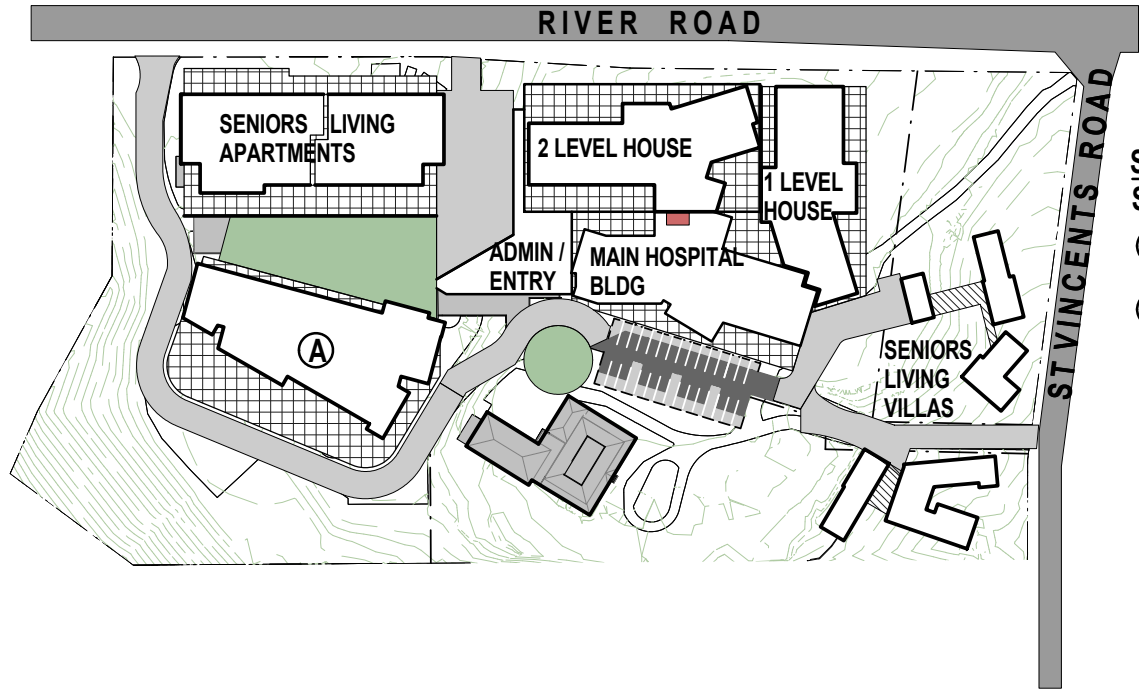 RIVER ROAD
ST VINCENTS ROAD
SENIORS LIVING
APARTMENTS
2 LEVEL HOUSE
1 LEVEL
HOUSE
ADMIN /
ENTRY
MAIN HOSPITAL
BLDG
A
SENIORS
LIVING
VILLAS